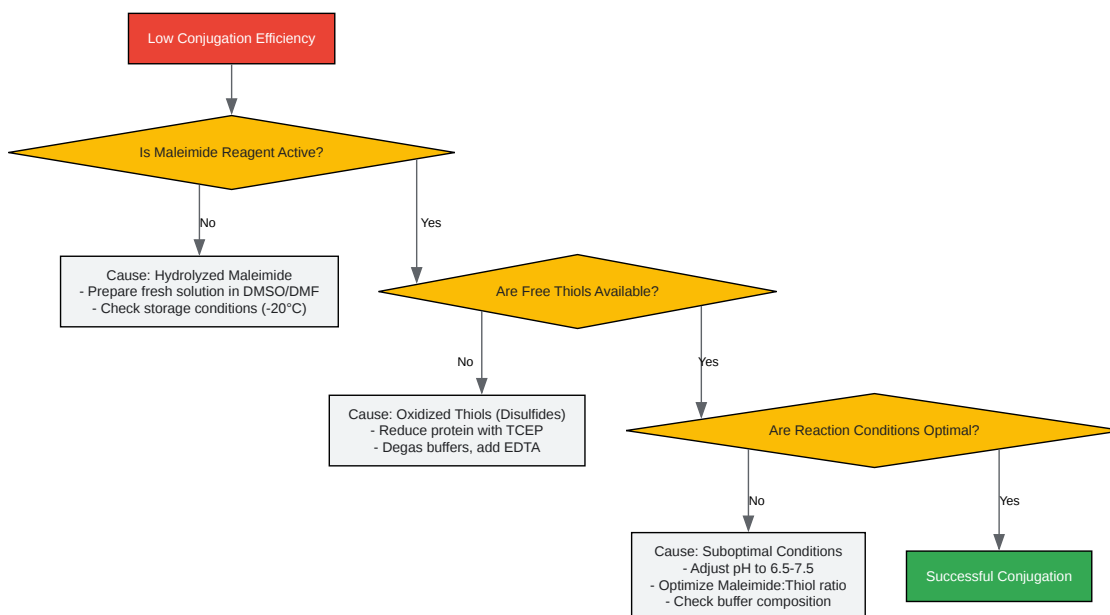 Low Conjugation Efficiency
Is Maleimide Reagent Active?
No
Yes
Cause: Hydrolyzed Maleimide
- Prepare fresh solution in DMSO/DMF
- Check storage conditions (-20°C)
Are Free Thiols Available?
No
Yes
Cause: Oxidized Thiols (Disulfides)
- Reduce protein with TCEP
- Degas buffers, add EDTA
Are Reaction Conditions Optimal?
No
Yes
Cause: Suboptimal Conditions
- Adjust pH to 6.5-7.5
- Optimize Maleimide:Thiol ratio
- Check buffer composition
Successful Conjugation